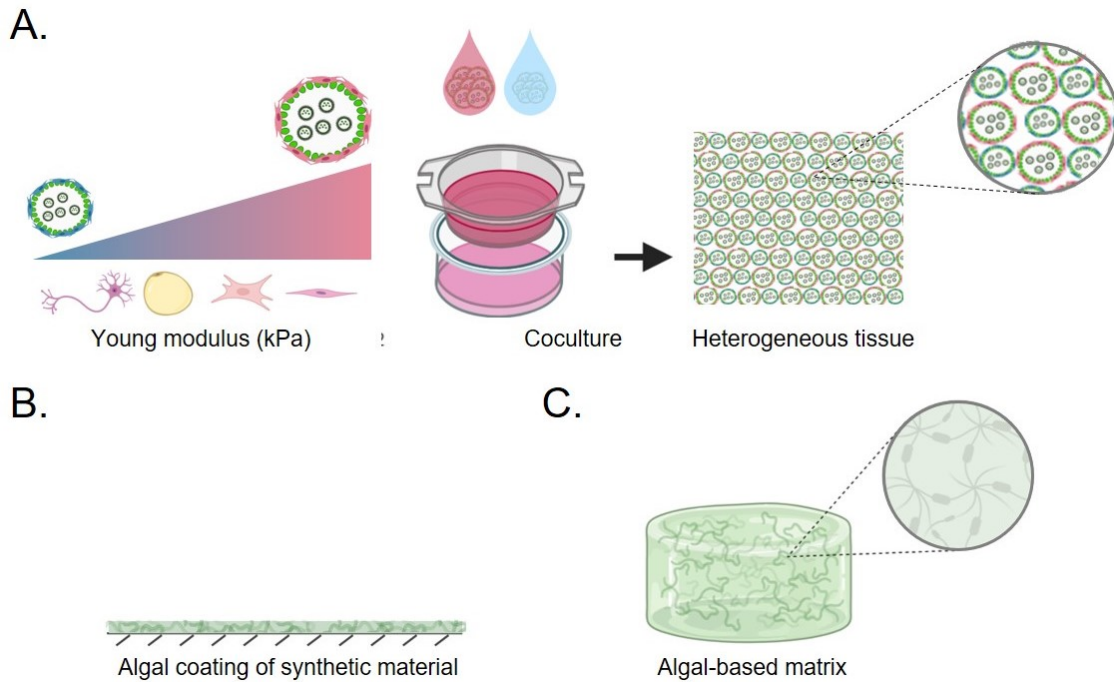 A.
Young modulus (kPa)
Coculture
Heterogeneous tissue
B.
C.
Algal coating of synthetic material
Algal-based matrix